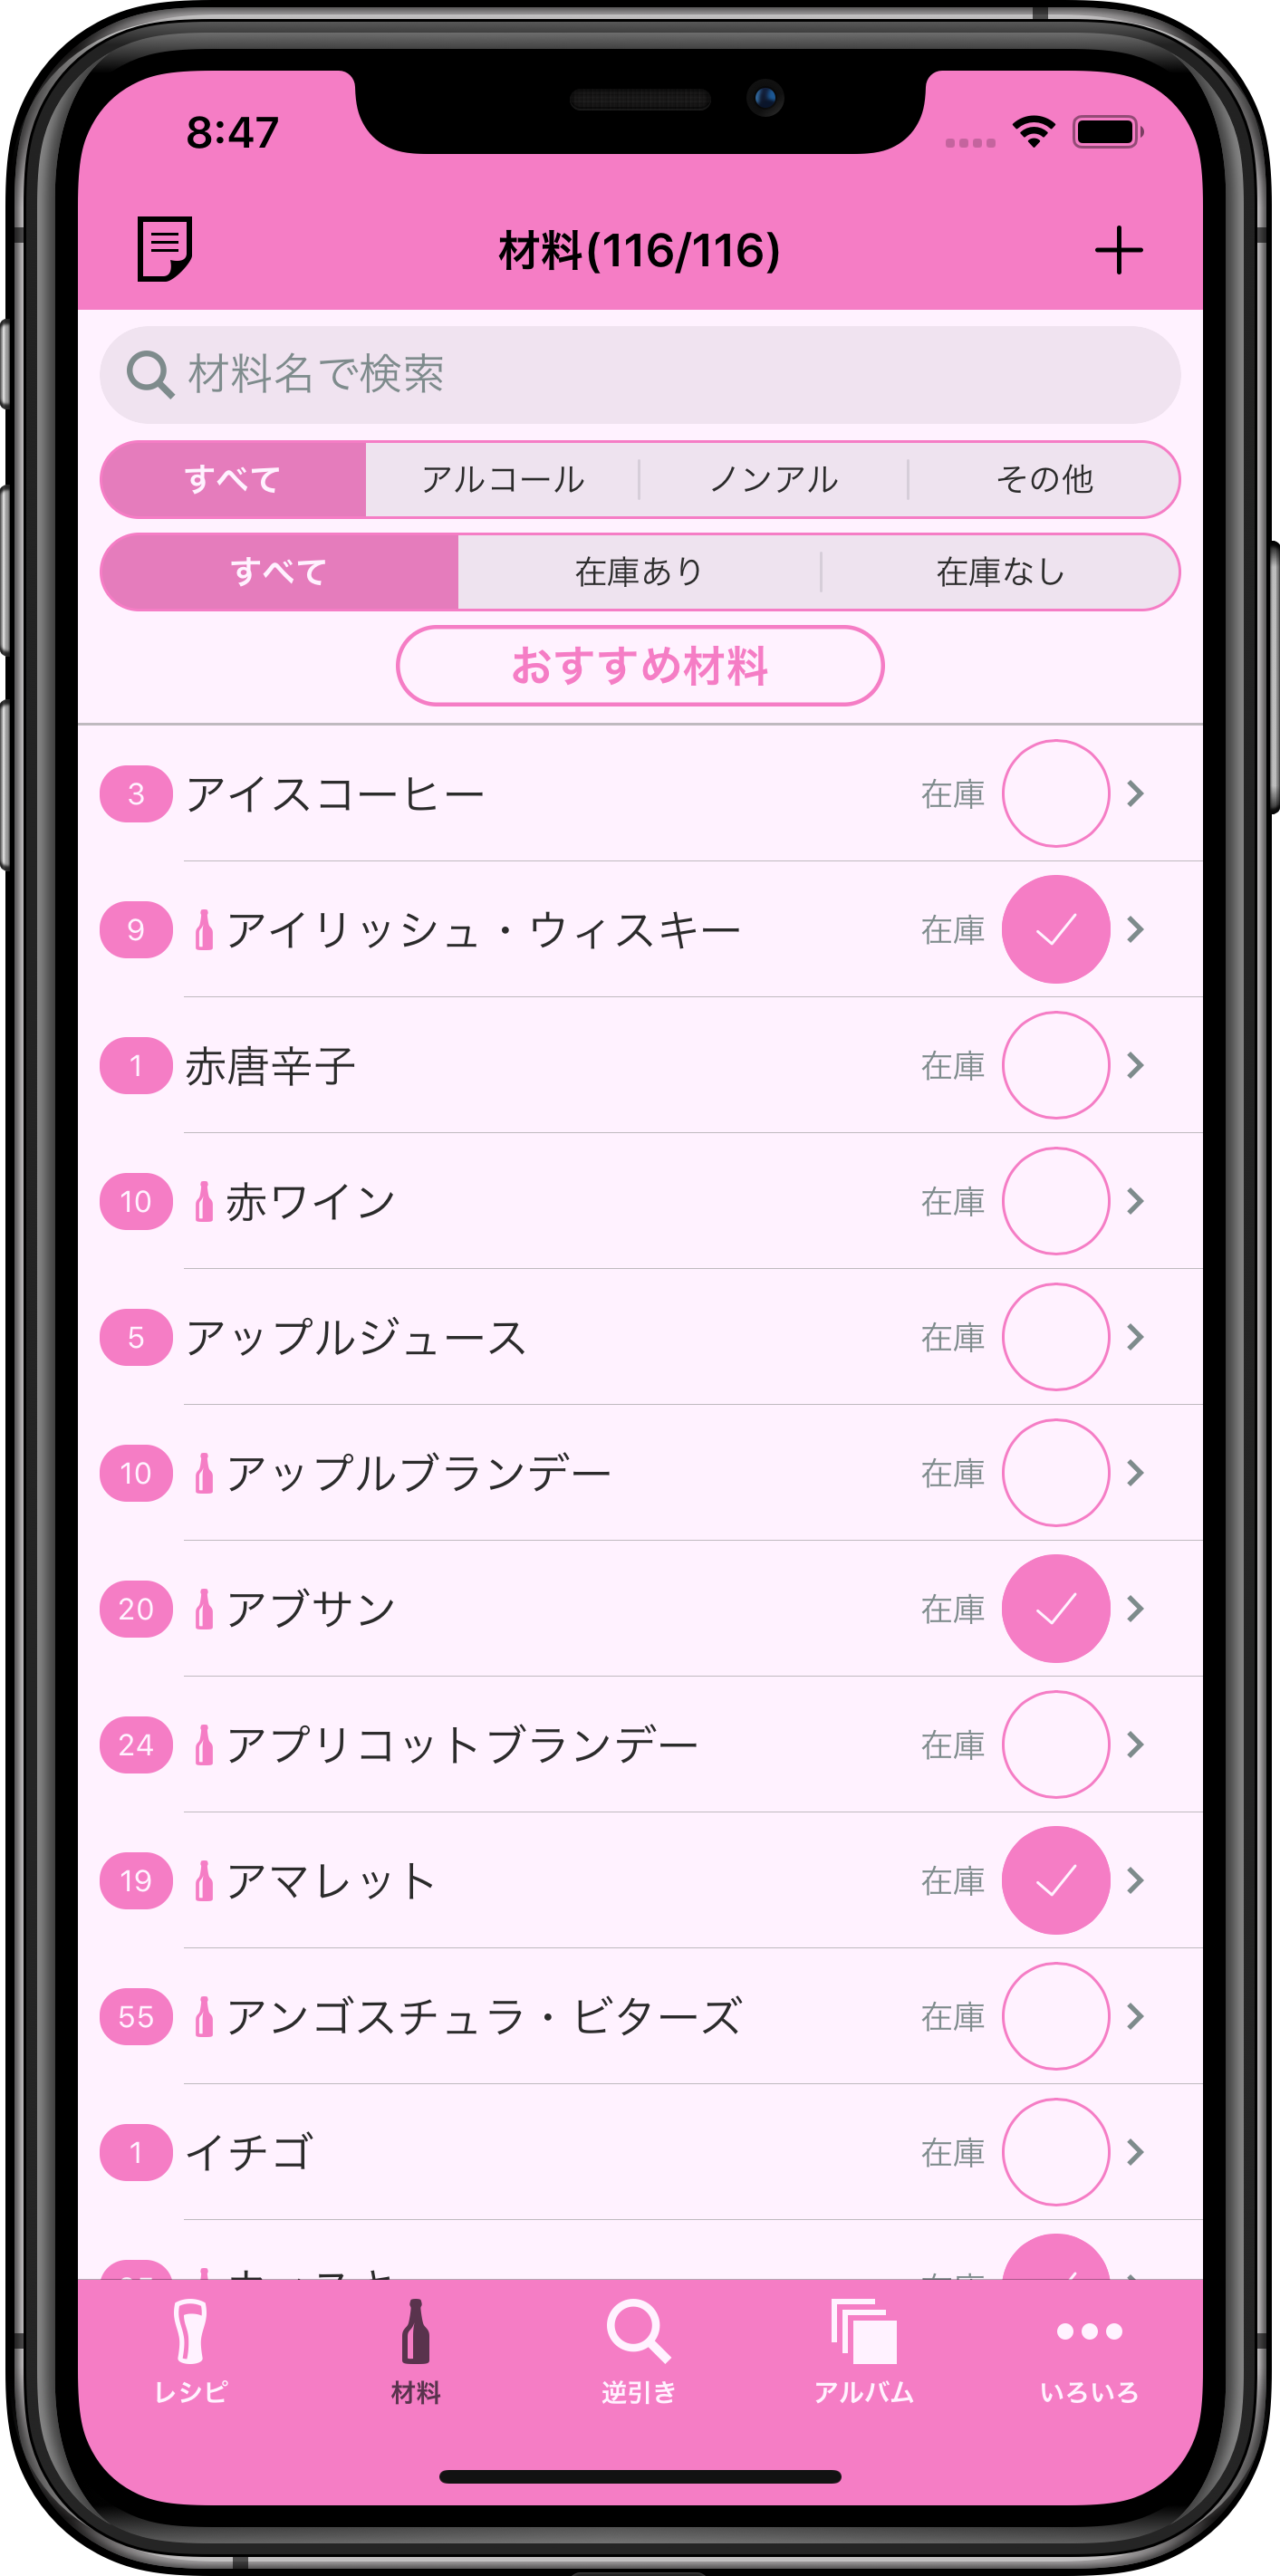 8:47
材料(116/116)
材料名で検索
すべて アルコール ノンアル その他
すべて 在庫あり 在庫なし
おすすめ材料
3 アイスコーヒー 在庫
9 アイリッシュ・ウィスキー 在庫
1 赤唐辛子 在庫
10 赤ワイン 在庫
5 アップルジュース 在庫
10 アップルブランデー 在庫
20 アブサン 在庫
24 アプリコットブランデー 在庫
19 アマレット 在庫
55 アンゴスチュラ・ビターズ 在庫
1 イチゴ 在庫
レシピ 材料 逆引き アルバム いろいろ